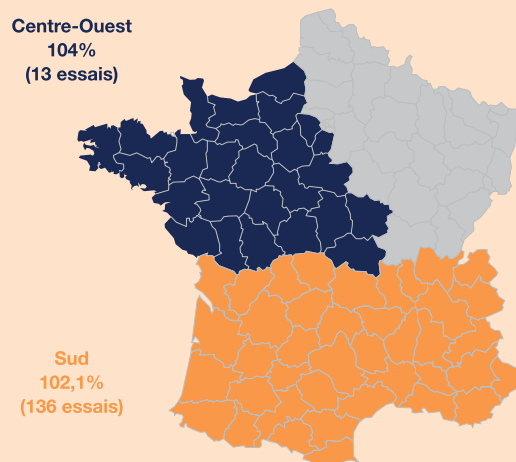 Centre-Ouest
104%
(13 essais)
Sud
102,1%
(136 essais)